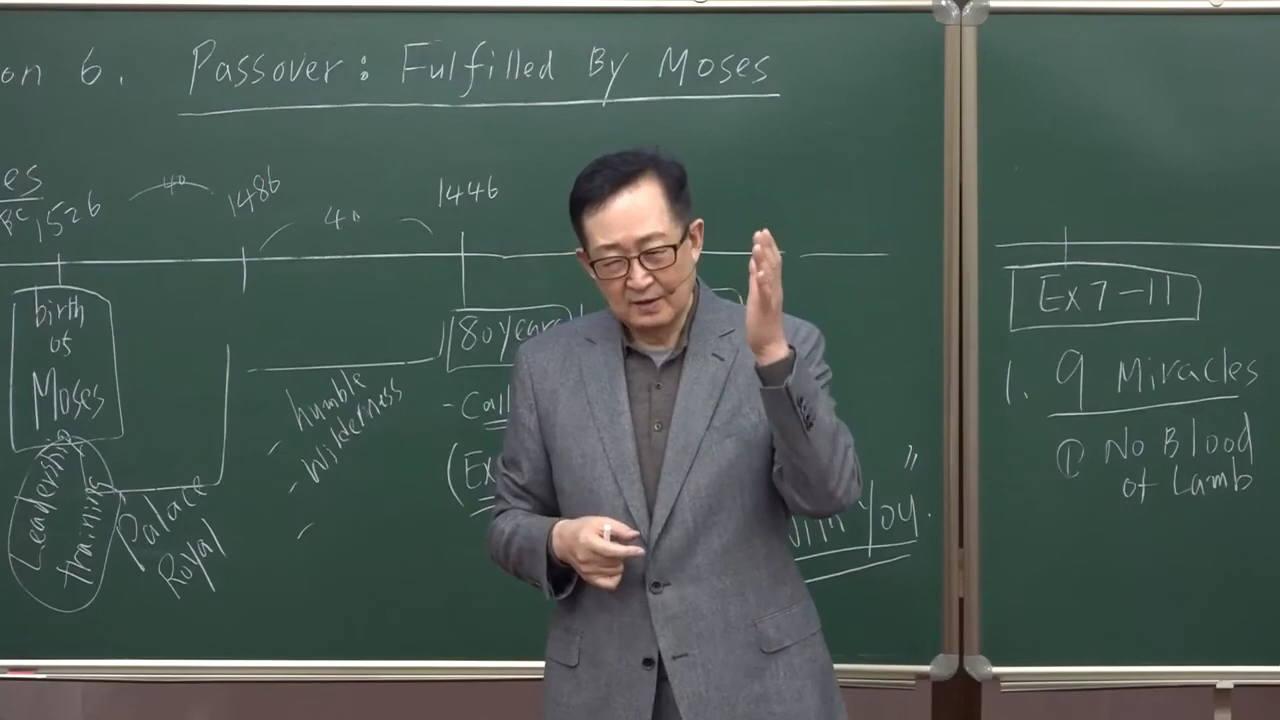 on 6. Passover: Fulfilled By Moses
es
BC 1526
40
1486
40
1446
birth
of
Moses
Leadership
training
Palace
Royal
- humble
- wilderness
-
80 years
- Call
(Ex
"
You.
Ex 7-11
1. 9 Miracles
① No Blood
of Lamb